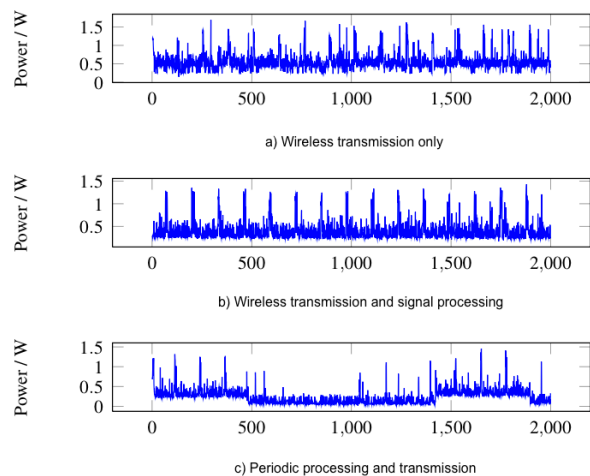 Power / W
1.5
1
0.5
0
0 500 1,000 1,500 2,000
a) Wireless transmission only
Power / W
1.5
1
0.5
0 500 1,000 1,500 2,000
b) Wireless transmission and signal processing
Power / W
1.5
1
0.5
0
0 500 1,000 1,500 2,000
c) Periodic processing and transmission